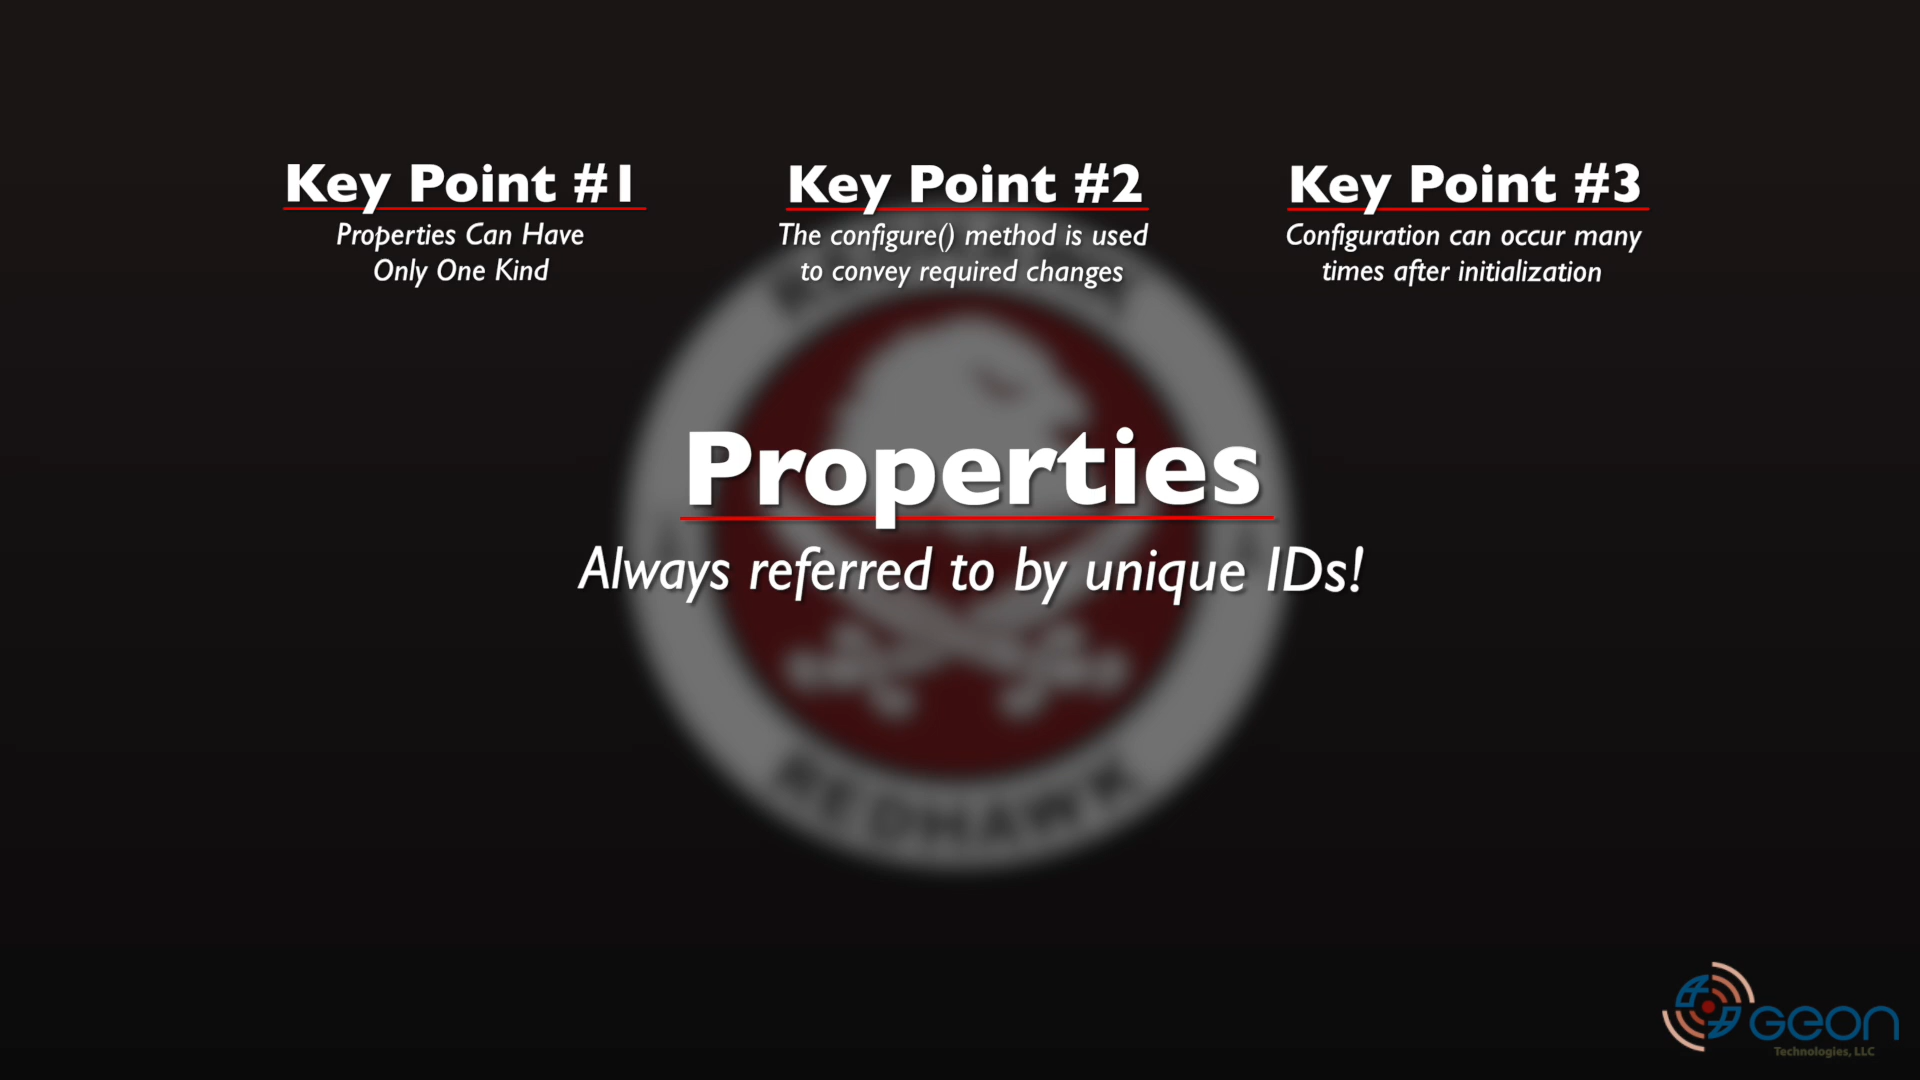 Key Point #1
Properties Can Have
Only One Kind
Key Point #2
The configure() method is used
to convey required changes
Key Point #3
Configuration can occur many
times after initialization
Properties
Always referred to by unique IDs!
REDHAWK
GEON
Technologies, LLC